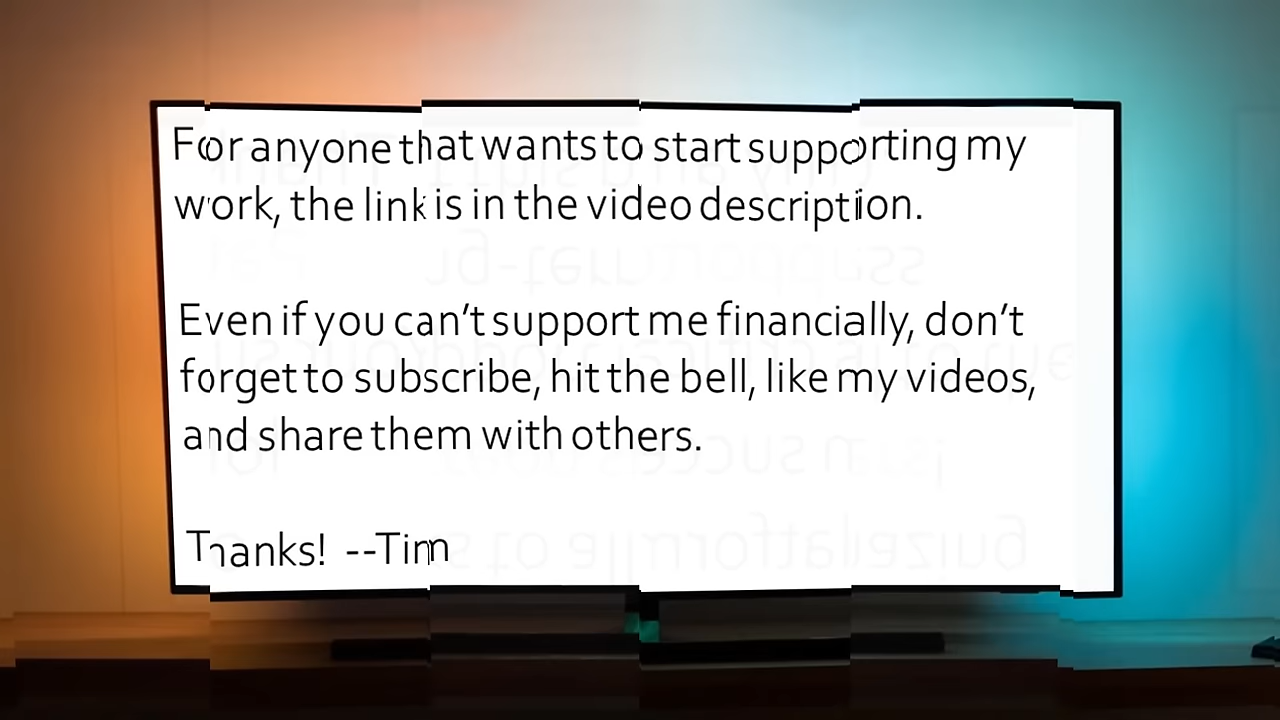 For anyone that wants to start supporting my
work, the link is in the video description.
Even if you can’t support me financially, don’t
forget to subscribe, hit the bell, like my videos,
and share them with others.
Thanks! --Tim